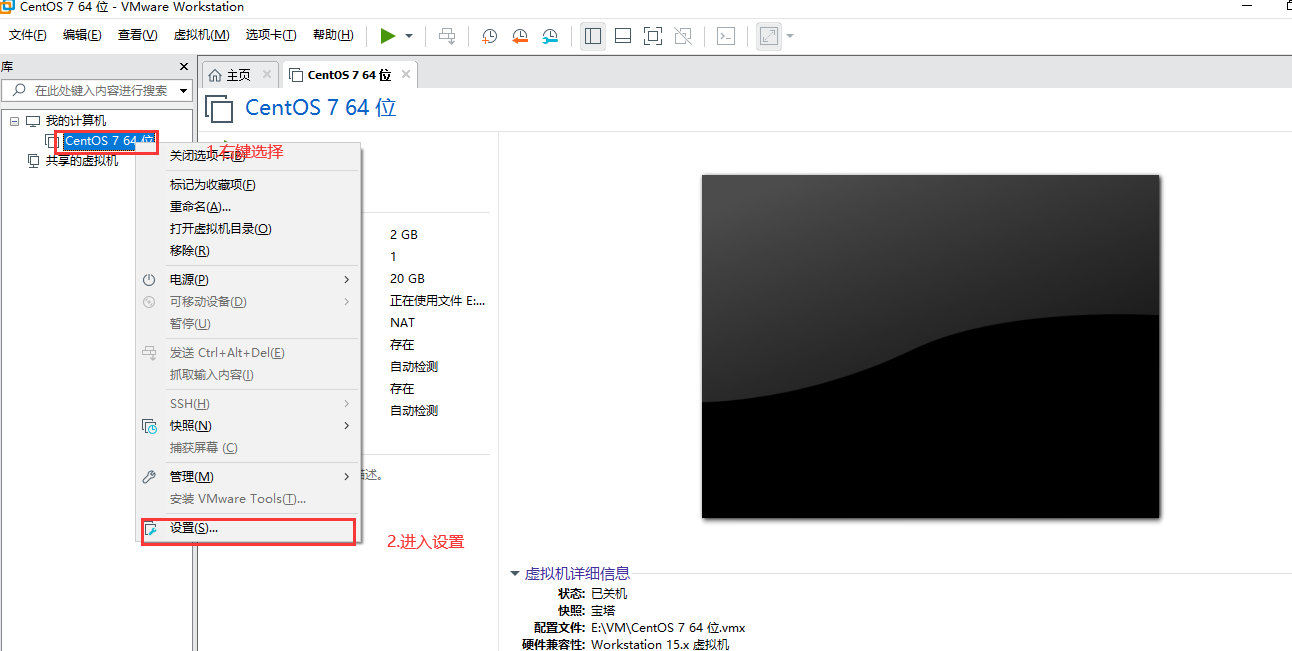 CentOS 7 64 位 - VMware Workstation
文件(F) 编辑(E) 查看(V) 虚拟机(M) 选项卡(T) 帮助(H)
库
在此处键入内容进行搜索
我的计算机
CentOS 7 64 位
共享的虚拟机
主页
CentOS 7 64 位
CentOS 7 64 位
1.右键选择
关闭选项卡(B)
标记为收藏项(F)
重命名(A)...
打开虚拟机目录(O)
移除(R)
电源(P)
可移动设备(D)
暂停(U)
发送 Ctrl+Alt+Del(E)
抓取输入内容(I)
SSH(H)
快照(N)
捕获屏幕 (C)
管理(M)
安装 VMware Tools(T)...
设置(S)...
2.进入设置
2 GB
1
20 GB
正在使用文件 E:...
NAT
存在
自动检测
存在
自动检测
述。
虚拟机详细信息
状态: 已关机
快照: 宝塔
配置文件: E:\VM\CentOS 7 64 位.vmx
硬件兼容性: Workstation 15.x 虚拟机